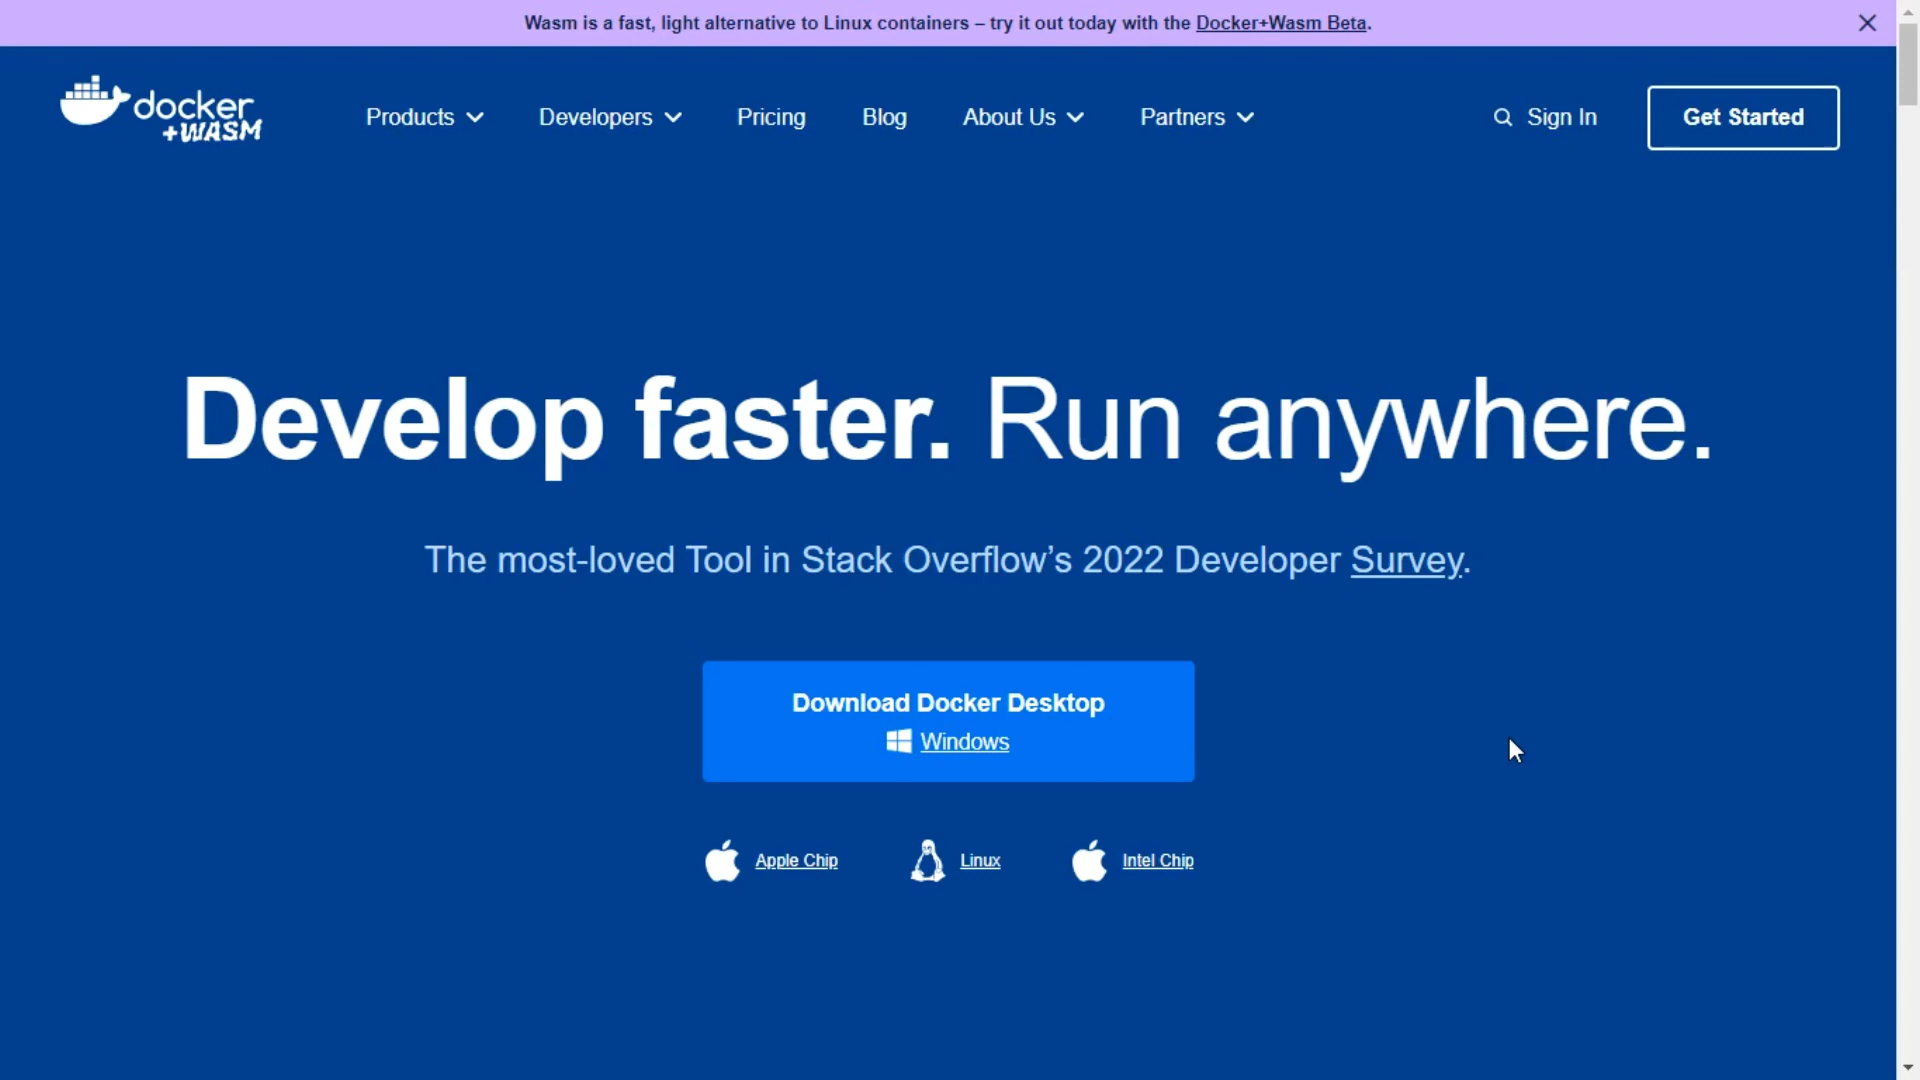 Wasm is a fast, light alternative to Linux containers – try it out today with the Docker+Wasm Beta.
docker
+WASM
Products
Developers
Pricing
Blog
About Us
Partners
Sign In
Get Started
Develop faster. Run anywhere.
The most-loved Tool in Stack Overflow’s 2022 Developer Survey.
Download Docker Desktop
Windows
Apple Chip
Linux
Intel Chip